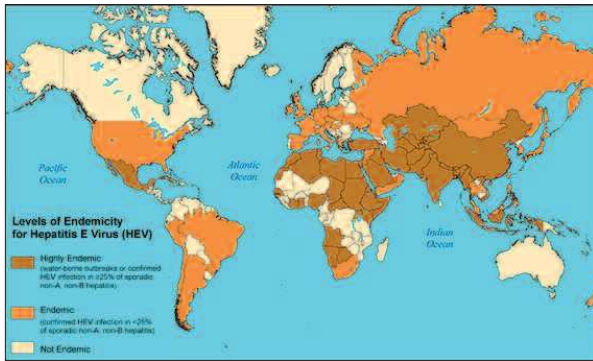 Pacific
Ocean
Atlantic
Ocean
Indian
Ocean
Levels of Endemicity
for Hepatitis E Virus (HEV)
Highly Endemic
(water-borne outbreaks or confirmed
HEV infection in ≥25% of sporadic
non-A, non-B hepatitis)
Endemic
(confirmed HEV infection in <25%
of sporadic non-A, non-B hepatitis)
Not Endemic